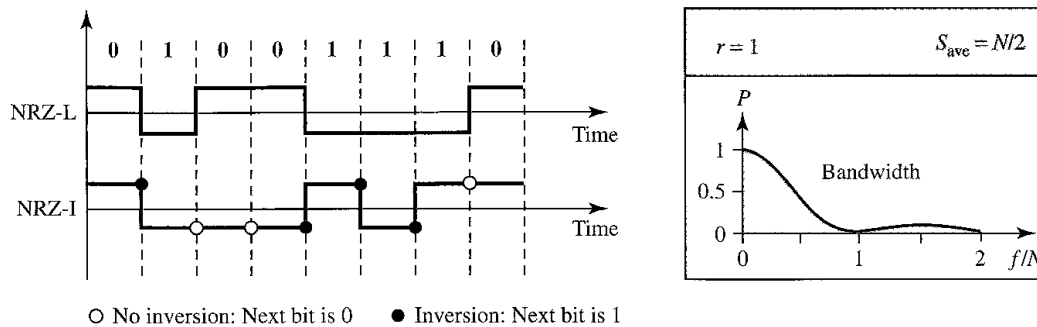 0 1 0 0 1 1 1 0
NRZ-L
Time
NRZ-I
Time
○ No inversion: Next bit is 0 ● Inversion: Next bit is 1
r = 1 S_ave = N/2
P
1
Bandwidth
0.5
0
0 1 2 f/N